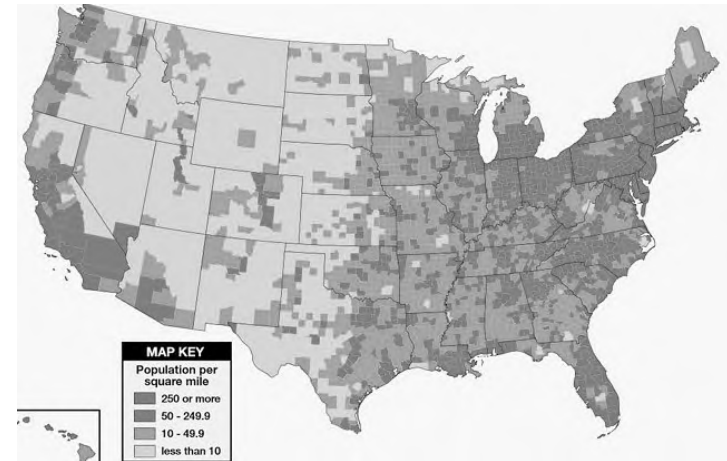 MAP KEY
Population per
square mile
250 or more
50 - 249.9
10 - 49.9
less than 10